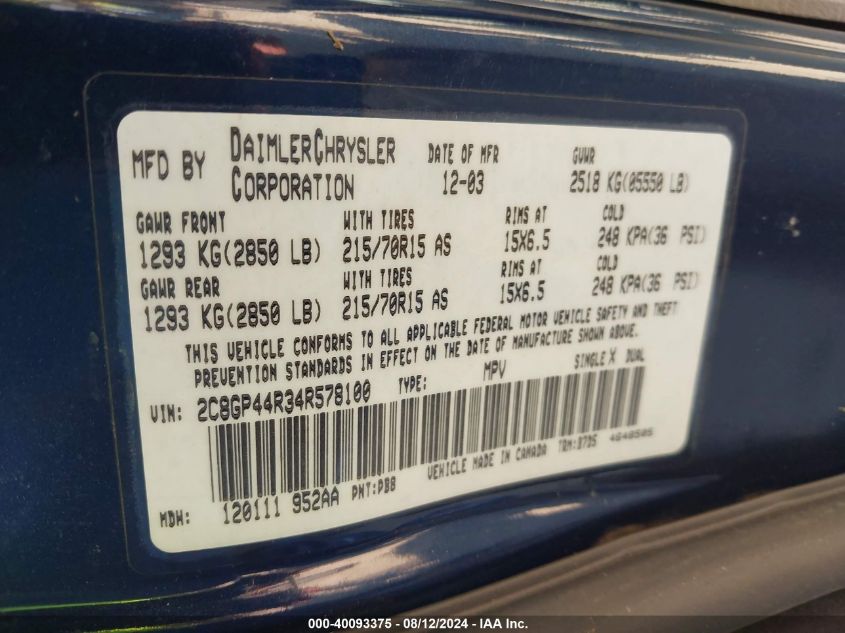 MFD BY DAIMLERCHRYSLER CORPORATION DATE OF MFR 12-03 GVWR 2518 KG(05550 LB)
GAWR FRONT WITH TIRES RIMS AT COLD
1293 KG(2850 LB) 215/70R15 AS 15X6.5 248 KPA(36 PSI)
GAWR REAR WITH TIRES RIMS AT COLD
1293 KG(2850 LB) 215/70R15 AS 15X6.5 248 KPA(36 PSI)
THIS VEHICLE CONFORMS TO ALL APPLICABLE FEDERAL MOTOR VEHICLE SAFETY AND THEFT
PREVENTION STANDARDS IN EFFECT ON THE DATE OF MANUFACTURE SHOWN ABOVE.
VIN: 2C8GP44R34R578100 TYPE: MPV SINGLE X DUAL
MDH: 120111 952AA PNT:PB8 VEHICLE MADE IN CANADA TRM:B7D5 4648505
000-40093375 - 08/12/2024 - IAA Inc.